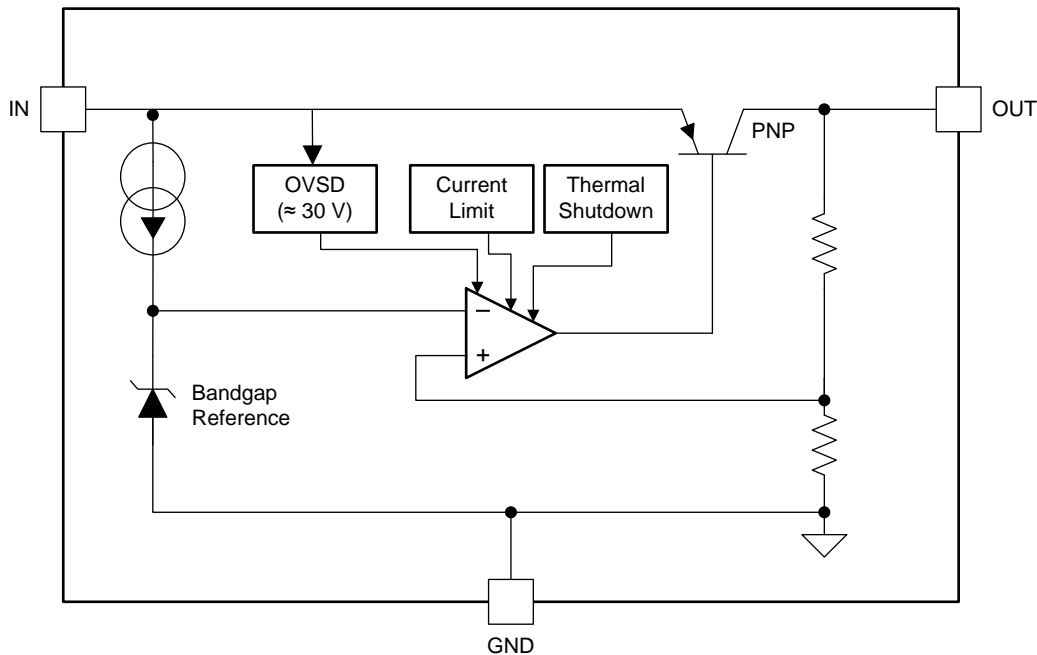 IN
OUT
PNP
OVSD
(≈ 30 V)
Current
Limit
Thermal
Shutdown
−
+
Bandgap
Reference
GND